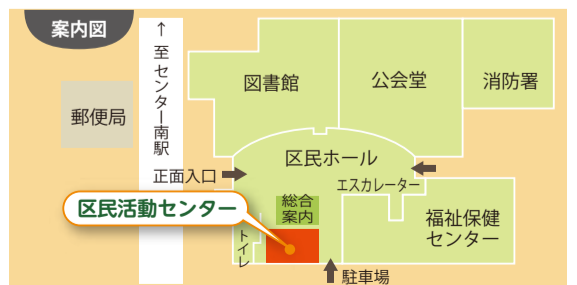 案内図
↑至センター南駅
郵便局
図書館
公会堂
消防署
区民ホール
正面入口
エスカレーター
区民活動センター
総合
案内
トイレ
福祉保健
センター
駐車場